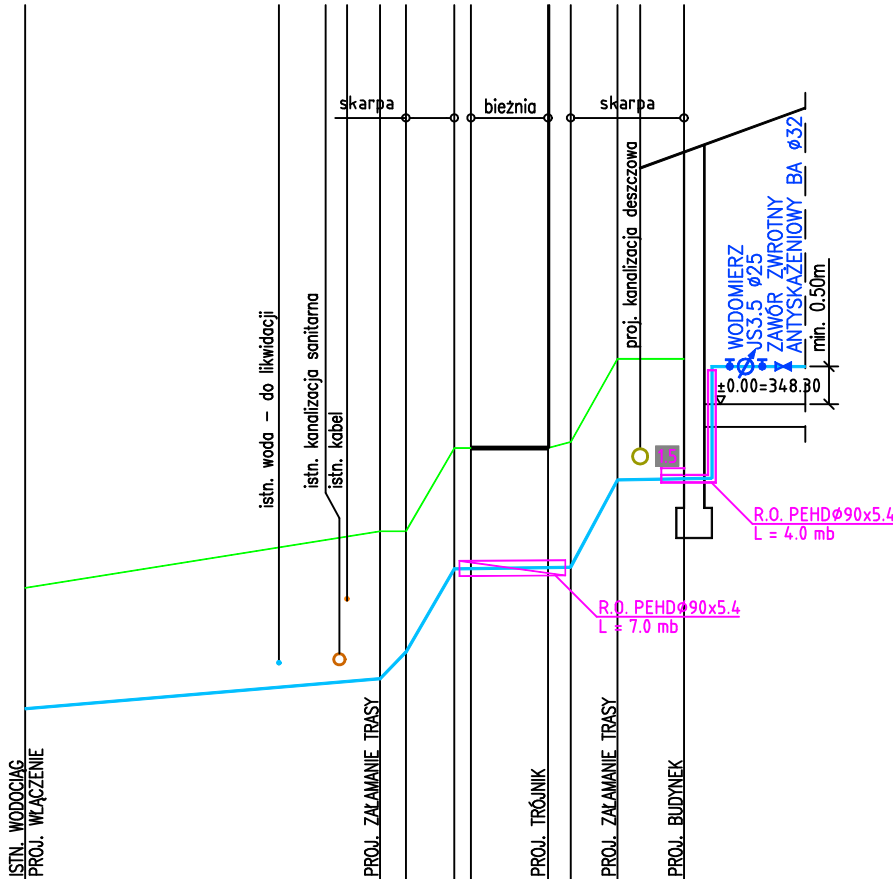 skarpa
bieżnia
skarpa
istn. woda - do likwidacji
istn. kanalizacja sanitarna
istn. kabel
proj. kanalizacja deszczowa
WODOMIERZ
JS3.5 ø25
ZAWÓR ZWROTNY
ANTYSKAŻENIOWY BA ø32
min. 0.50m
±0.00=348.30
1.5
R.O. PEHDø90x5.4
L = 4.0 mb
R.O. PEHDø90x5.4
L = 7.0 mb
ISTN. WODOCIĄG
PROJ. WŁĄCZENIE
PROJ. ZAŁAMANIE TRASY
PROJ. TRÓJNIK
PROJ. ZAŁAMANIE TRASY
PROJ. BUDYNEK